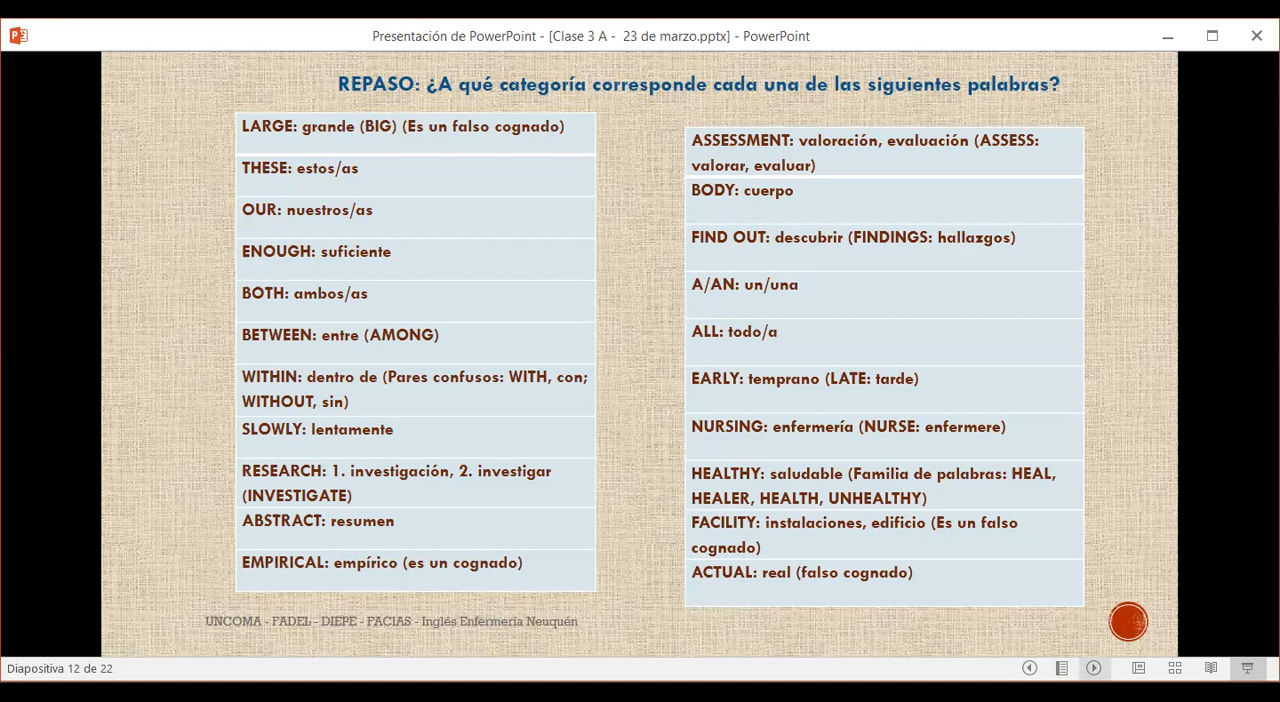 Presentación de PowerPoint - [Clase 3 A - 23 de marzo.pptx] - PowerPoint
REPASO: ¿A qué categoría corresponde cada una de las siguientes palabras?
LARGE: grande (BIG) (Es un falso cognado)
THESE: estos/as
OUR: nuestros/as
ENOUGH: suficiente
BOTH: ambos/as
BETWEEN: entre (AMONG)
WITHIN: dentro de (Pares confusos: WITH, con;
WITHOUT, sin)
SLOWLY: lentamente
RESEARCH: 1. investigación, 2. investigar
(INVESTIGATE)
ABSTRACT: resumen
EMPIRICAL: empírico (es un cognado)
ASSESSMENT: valoración, evaluación (ASSESS:
valorar, evaluar)
BODY: cuerpo
FIND OUT: descubrir (FINDINGS: hallazgos)
A/AN: un/una
ALL: todo/a
EARLY: temprano (LATE: tarde)
NURSING: enfermería (NURSE: enfermere)
HEALTHY: saludable (Familia de palabras: HEAL,
HEALER, HEALTH, UNHEALTHY)
FACILITY: instalaciones, edificio (Es un falso
cognado)
ACTUAL: real (falso cognado)
UNCOMA - FADEL - DIEPE - FACIAS - Inglés Enfermería Neuquén
Diapositiva 12 de 22